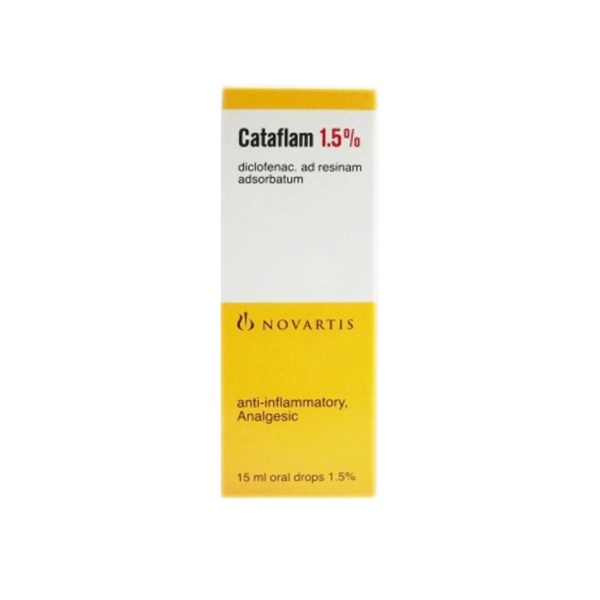 Cataflam 1.5%
diclofenac. ad resinam
adsorbatum
NOVARTIS
anti-inflammatory,
Analgesic
15 ml oral drops 1.5%